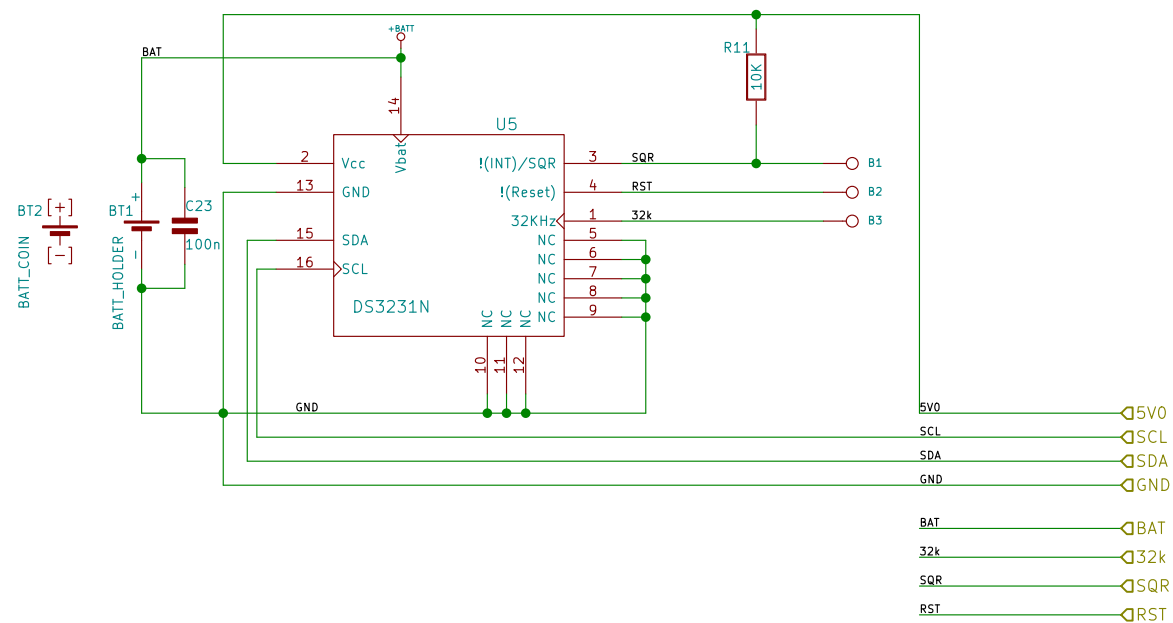 +BATT
BAT
R11
10K
14
U5
2
Vcc
Vbat
!(INT)/SQR
3
SQR
B1
13
GND
!(Reset)
4
RST
B2
32KHz
1
32k
B3
BT2
[+]
[-]
BATT_COIN
BT1
+
-
BATT_HOLDER
C23
100n
15
SDA
NC
5
NC
6
16
SCL
NC
7
NC
8
NC
9
DS3231N
NC
NC
NC
10
11
12
GND
5V0
5V0
SCL
SCL
SDA
SDA
GND
GND
BAT
BAT
32k
32k
SQR
SQR
RST
RST